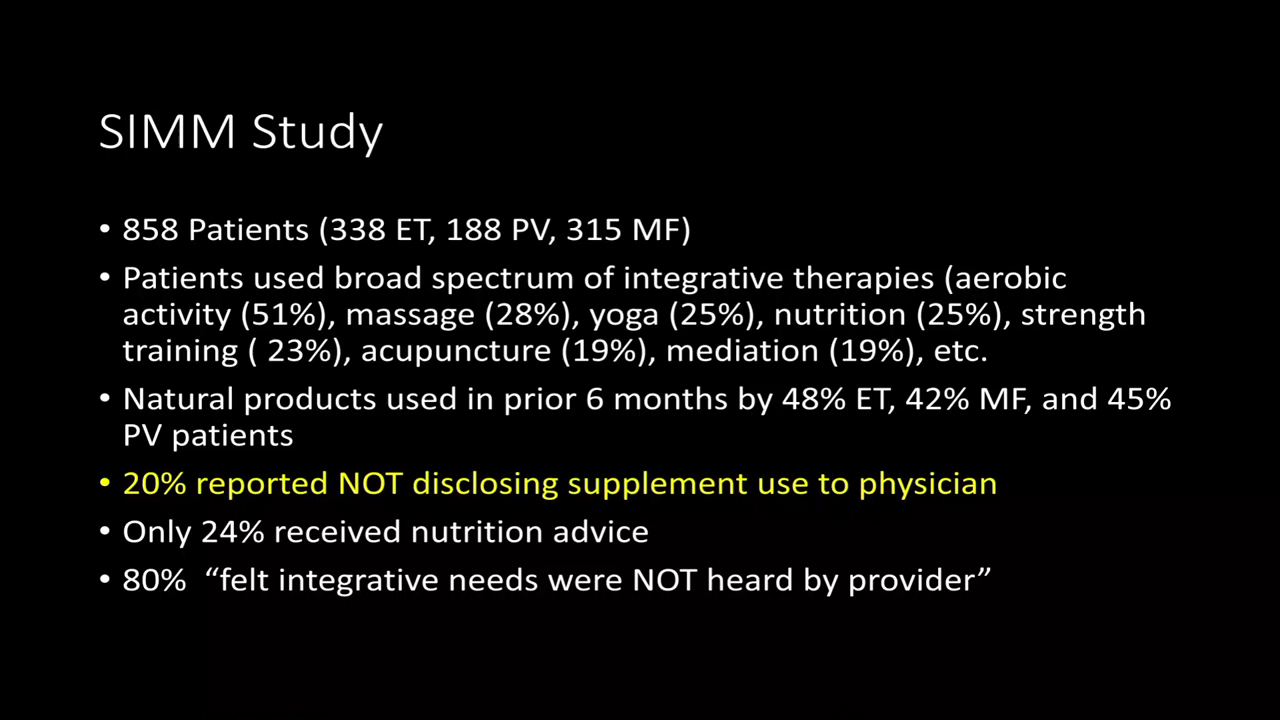 SIMM Study
• 858 Patients (338 ET, 188 PV, 315 MF)
• Patients used broad spectrum of integrative therapies (aerobic
activity (51%), massage (28%), yoga (25%), nutrition (25%), strength
training ( 23%), acupuncture (19%), mediation (19%), etc.
• Natural products used in prior 6 months by 48% ET, 42% MF, and 45%
PV patients
• 20% reported NOT disclosing supplement use to physician
• Only 24% received nutrition advice
• 80%  “felt integrative needs were NOT heard by provider”